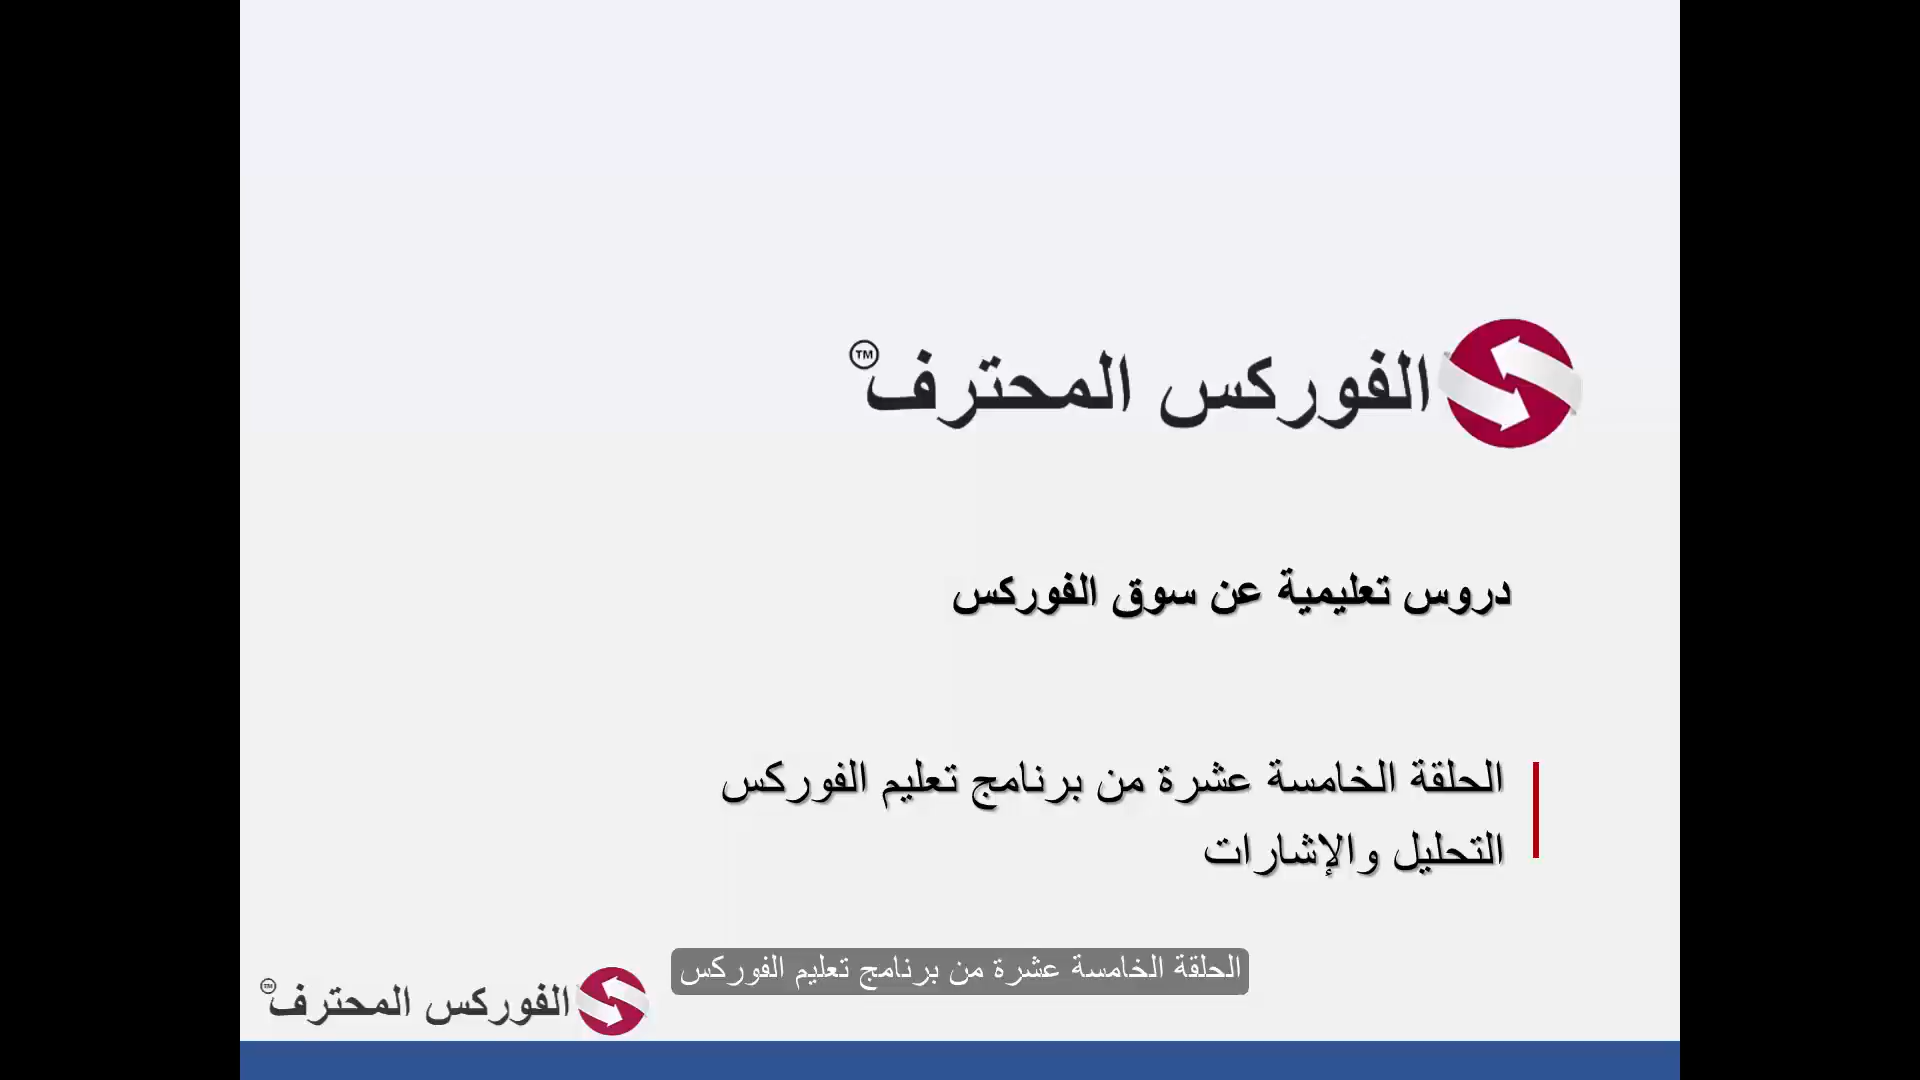 الفوركس المحترف TM
دروس تعليمية عن سوق الفوركس
الحلقة الخامسة عشرة من برنامج تعليم الفوركس
التحليل والإشارات
الحلقة الخامسة عشرة من برنامج تعليم الفوركس
الفوركس المحترف TM